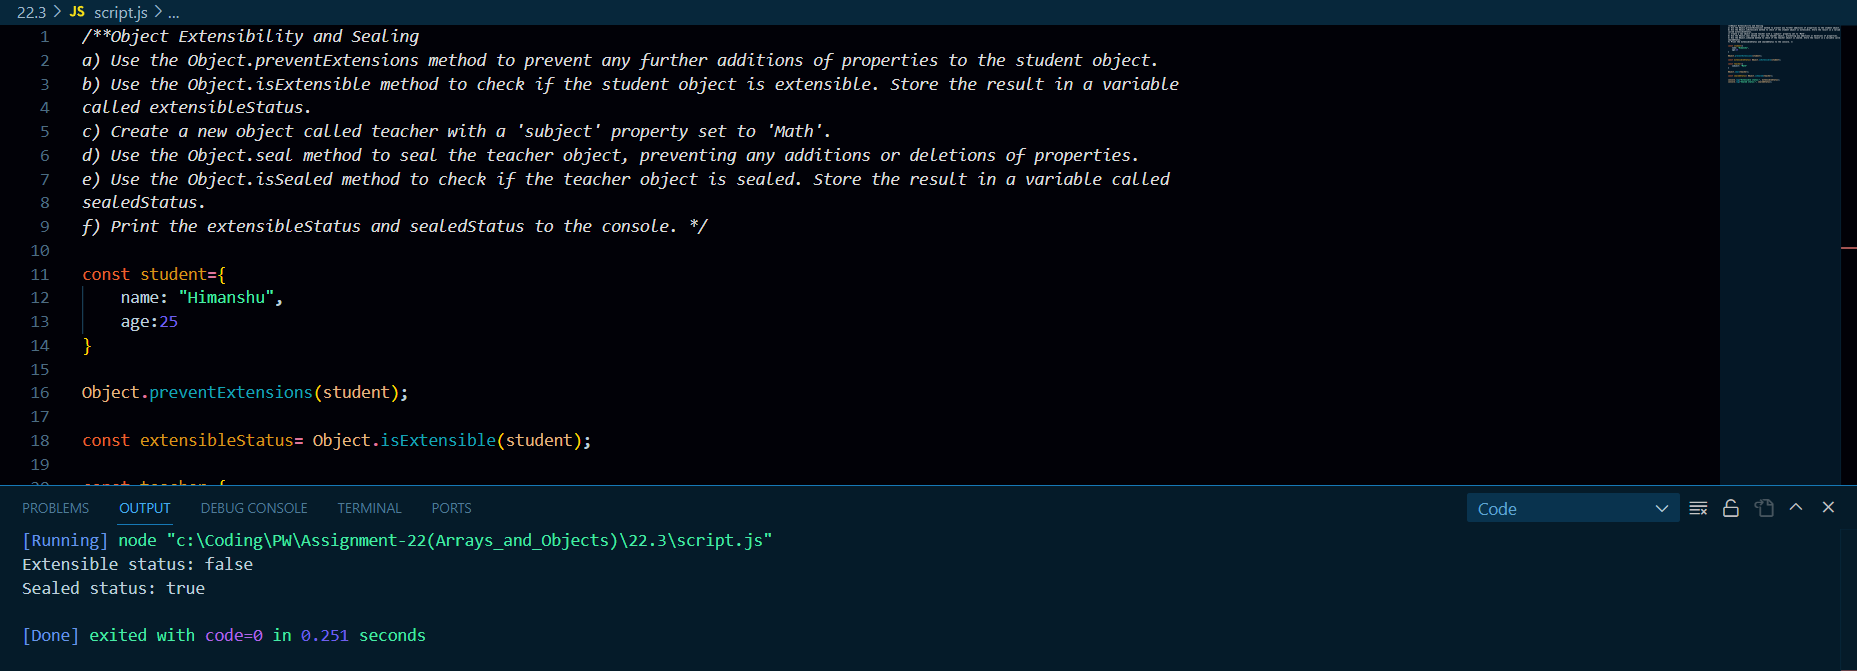 22.3 > JS script.js > ...
1 /**Object Extensibility and Sealing
2 a) Use the Object.preventExtensions method to prevent any further additions of properties to the student object.
3 b) Use the Object.isExtensible method to check if the student object is extensible. Store the result in a variable
4 called extensibleStatus.
5 c) Create a new object called teacher with a 'subject' property set to 'Math'.
6 d) Use the Object.seal method to seal the teacher object, preventing any additions or deletions of properties.
7 e) Use the Object.isSealed method to check if the teacher object is sealed. Store the result in a variable called
8 sealedStatus.
9 f) Print the extensibleStatus and sealedStatus to the console. */
10
11 const student={
12 name: "Himanshu",
13 age:25
14 }
15
16 Object.preventExtensions(student);
17
18 const extensibleStatus= Object.isExtensible(student);
19
PROBLEMS OUTPUT DEBUG CONSOLE TERMINAL PORTS Code
[Running] node "c:\Coding\PW\Assignment-22(Arrays_and_Objects)\22.3\script.js"
Extensible status: false
Sealed status: true
[Done] exited with code=0 in 0.251 seconds